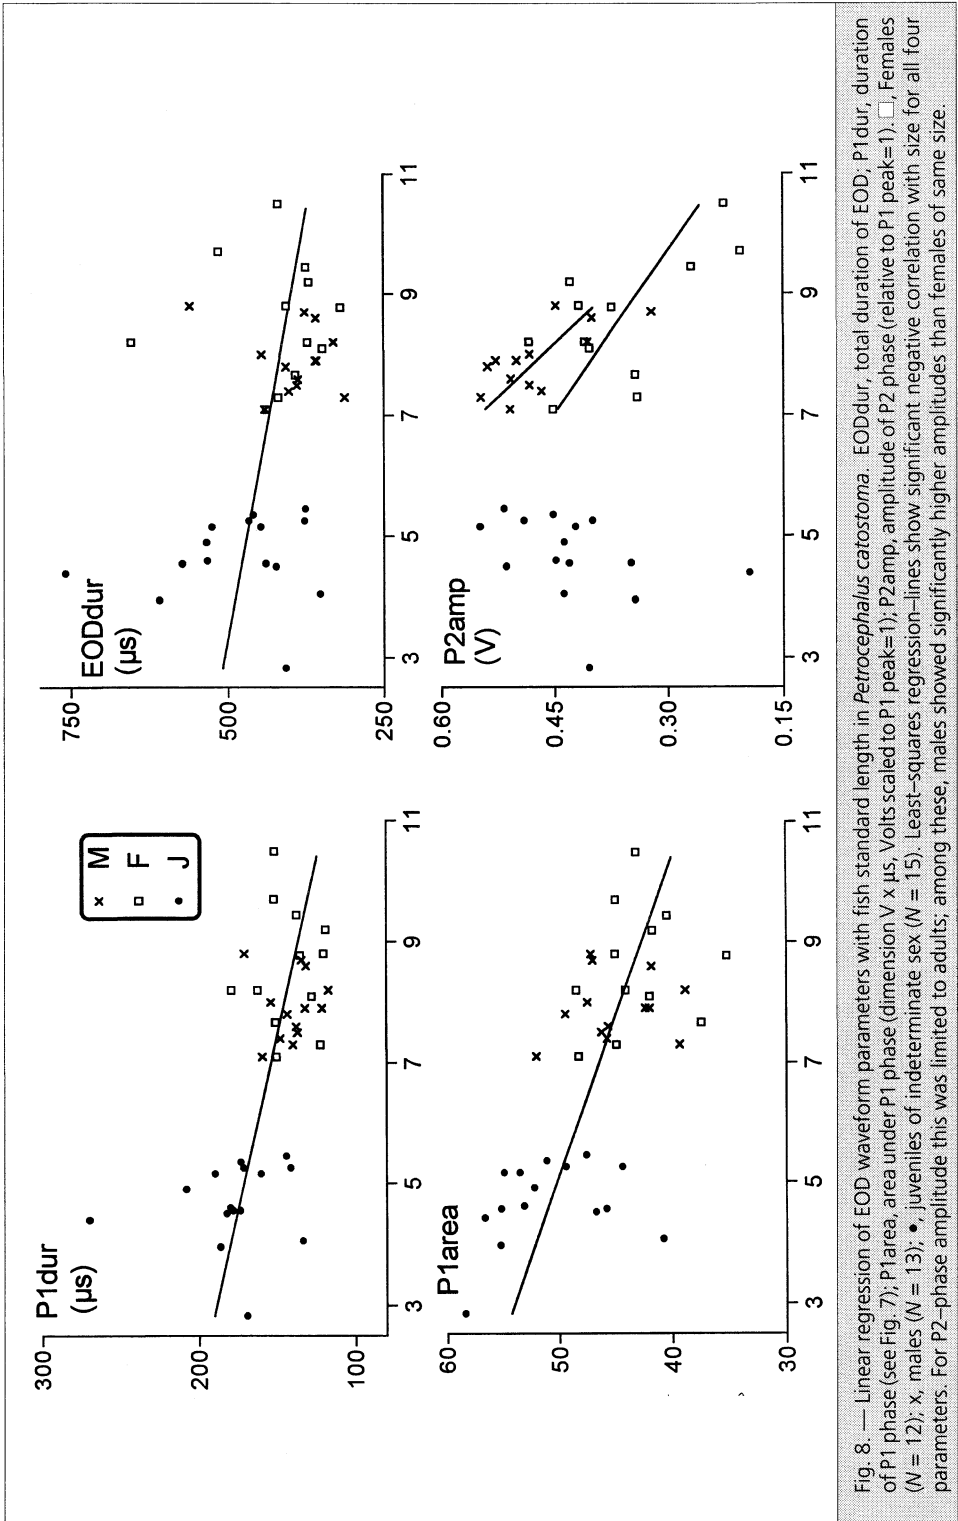 P1dur
(µs)
300
200
100
3
5
7
9
11
× M
□ F
● J
EODdur
(µs)
750
500
250
3
5
7
9
11
P1area
60
50
40
30
3
5
7
9
11
P2amp
(V)
0.60
0.45
0.30
0.15
3
5
7
9
11
Fig. 8. — Linear regression of EOD waveform parameters with fish standard length in Petrocephalus catostoma. EODdur, total duration of EOD; P1dur, duration
of P1 phase (see Fig. 7); P1area, area under P1 phase (dimension V x µs, Volts scaled to P1 peak=1); P2amp, amplitude of P2 phase (relative to P1 peak=1). □, Females
(N = 12); x, males (N = 13); ●, juveniles of indeterminate sex (N = 15). Least–squares regression–lines show significant negative correlation with size for all four
parameters. For P2–phase amplitude this was limited to adults; among these, males showed significantly higher amplitudes than females of same size.